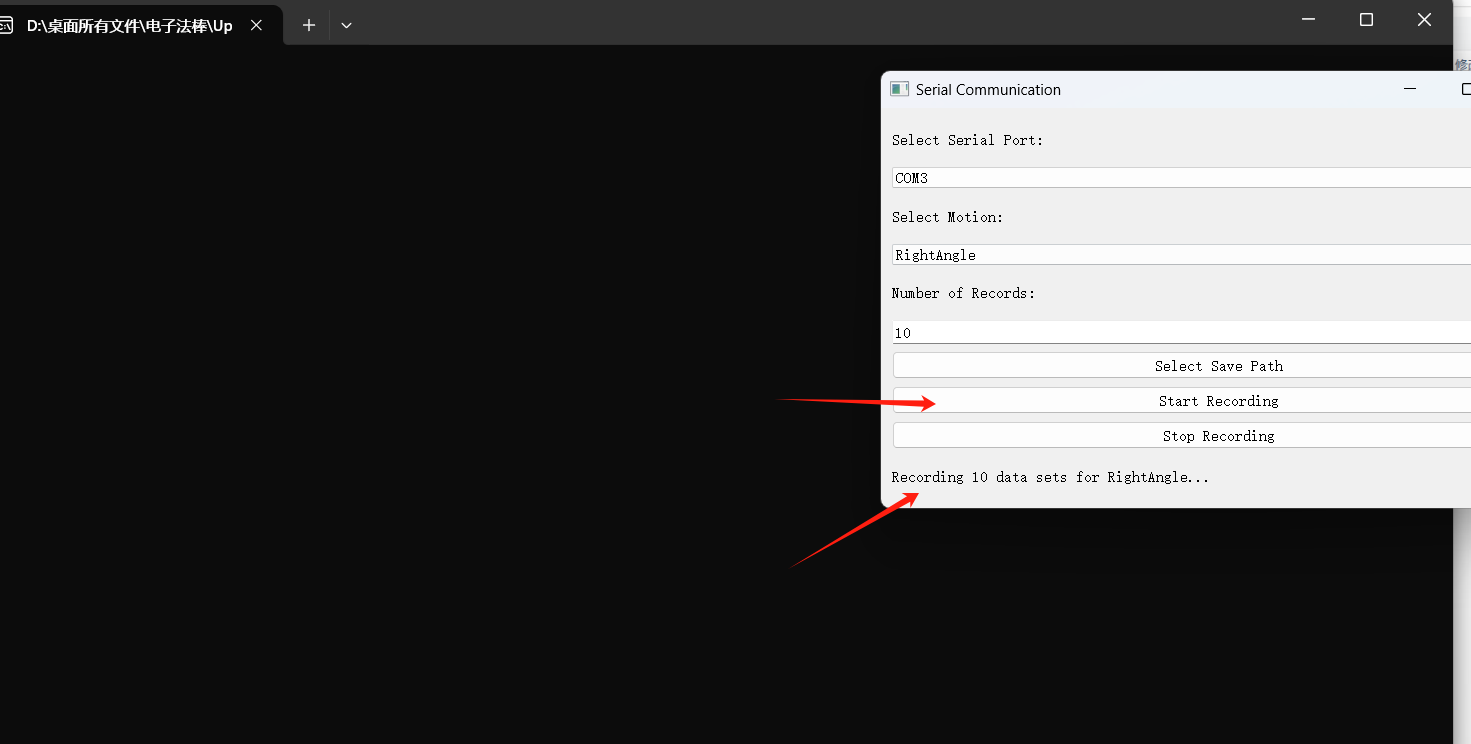 D:\桌面所有文件\电子法棒\Up
修改
Serial Communication
Select Serial Port:
COM3
Select Motion:
RightAngle
Number of Records:
10
Select Save Path
Start Recording
Stop Recording
Recording 10 data sets for RightAngle...